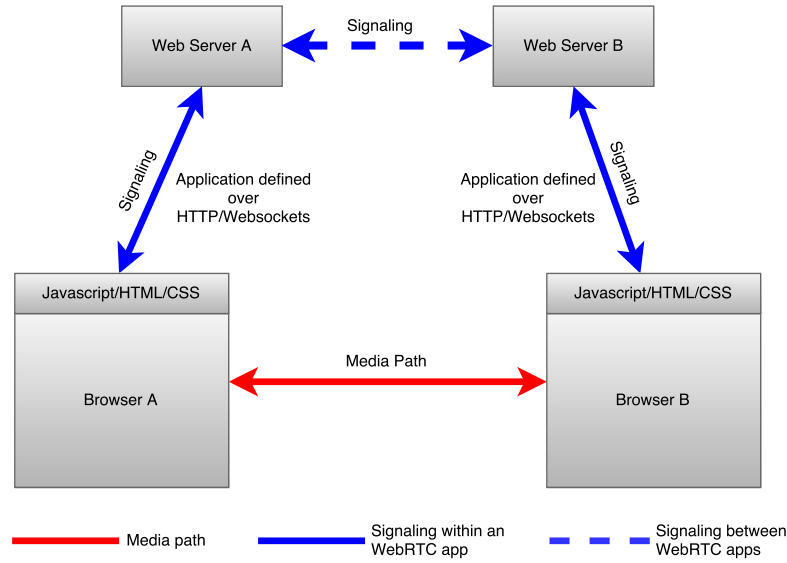 Signaling
Web Server A
Web Server B
Signaling
Application defined
over
HTTP/Websockets
Application defined
over
HTTP/Websockets
Signaling
Javascript/HTML/CSS
Javascript/HTML/CSS
Media Path
Browser A
Browser B
Media path
Signaling within an
WebRTC app
Signaling between
WebRTC apps